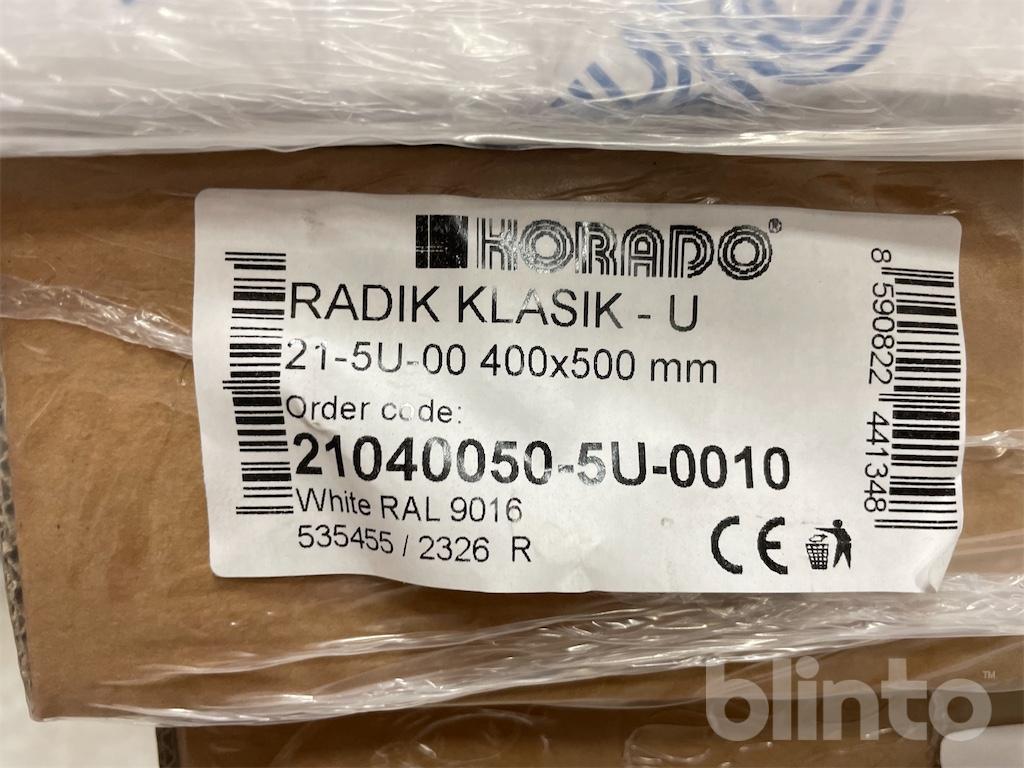 KORADO®
RADIK KLASIK - U
21-5U-00 400x500 mm
Order code:
21040050-5U-0010
White RAL 9016
535455 / 2326 R
CE
8 590822 441348
blinto™